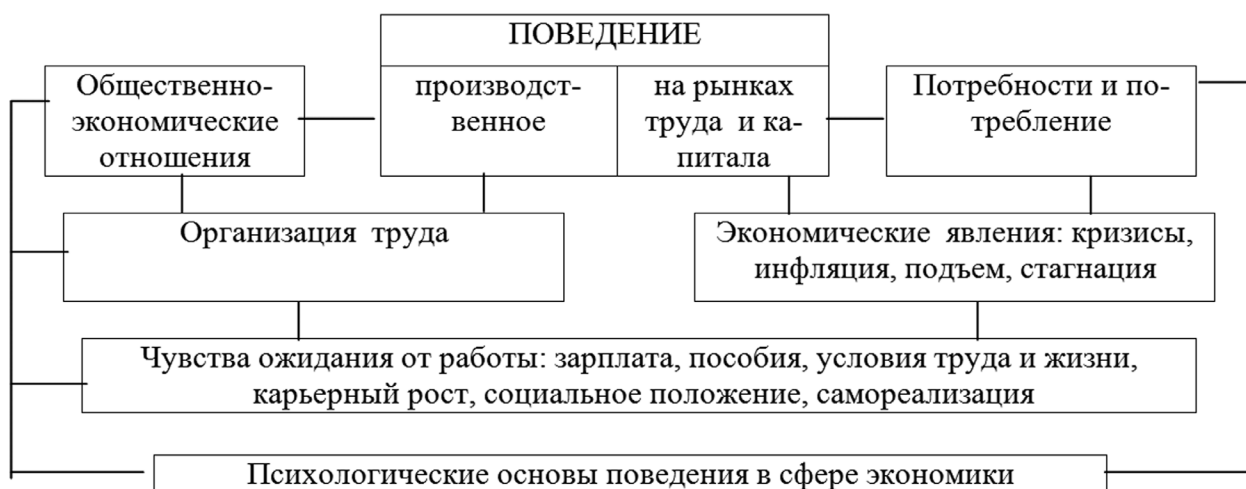 ПОВЕДЕНИЕ
Общественно-
экономические
отношения
производст-
венное
на рынках
труда и ка-
питала
Потребности и по-
требление
Организация труда
Экономические явления: кризисы,
инфляция, подъем, стагнация
Чувства ожидания от работы: зарплата, пособия, условия труда и жизни,
карьерный рост, социальное положение, самореализация
Психологические основы поведения в сфере экономики